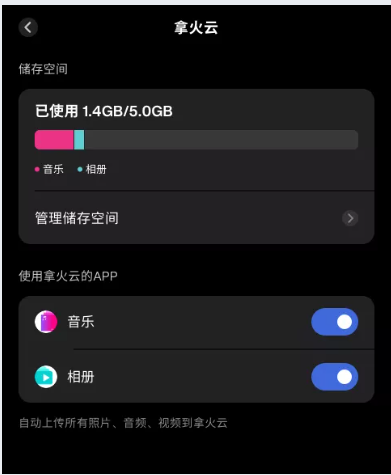 拿火云
储存空间
已使用 1.4GB/5.0GB
音乐 相册
管理储存空间
使用拿火云的APP
音乐
相册
自动上传所有照片、音频、视频到拿火云